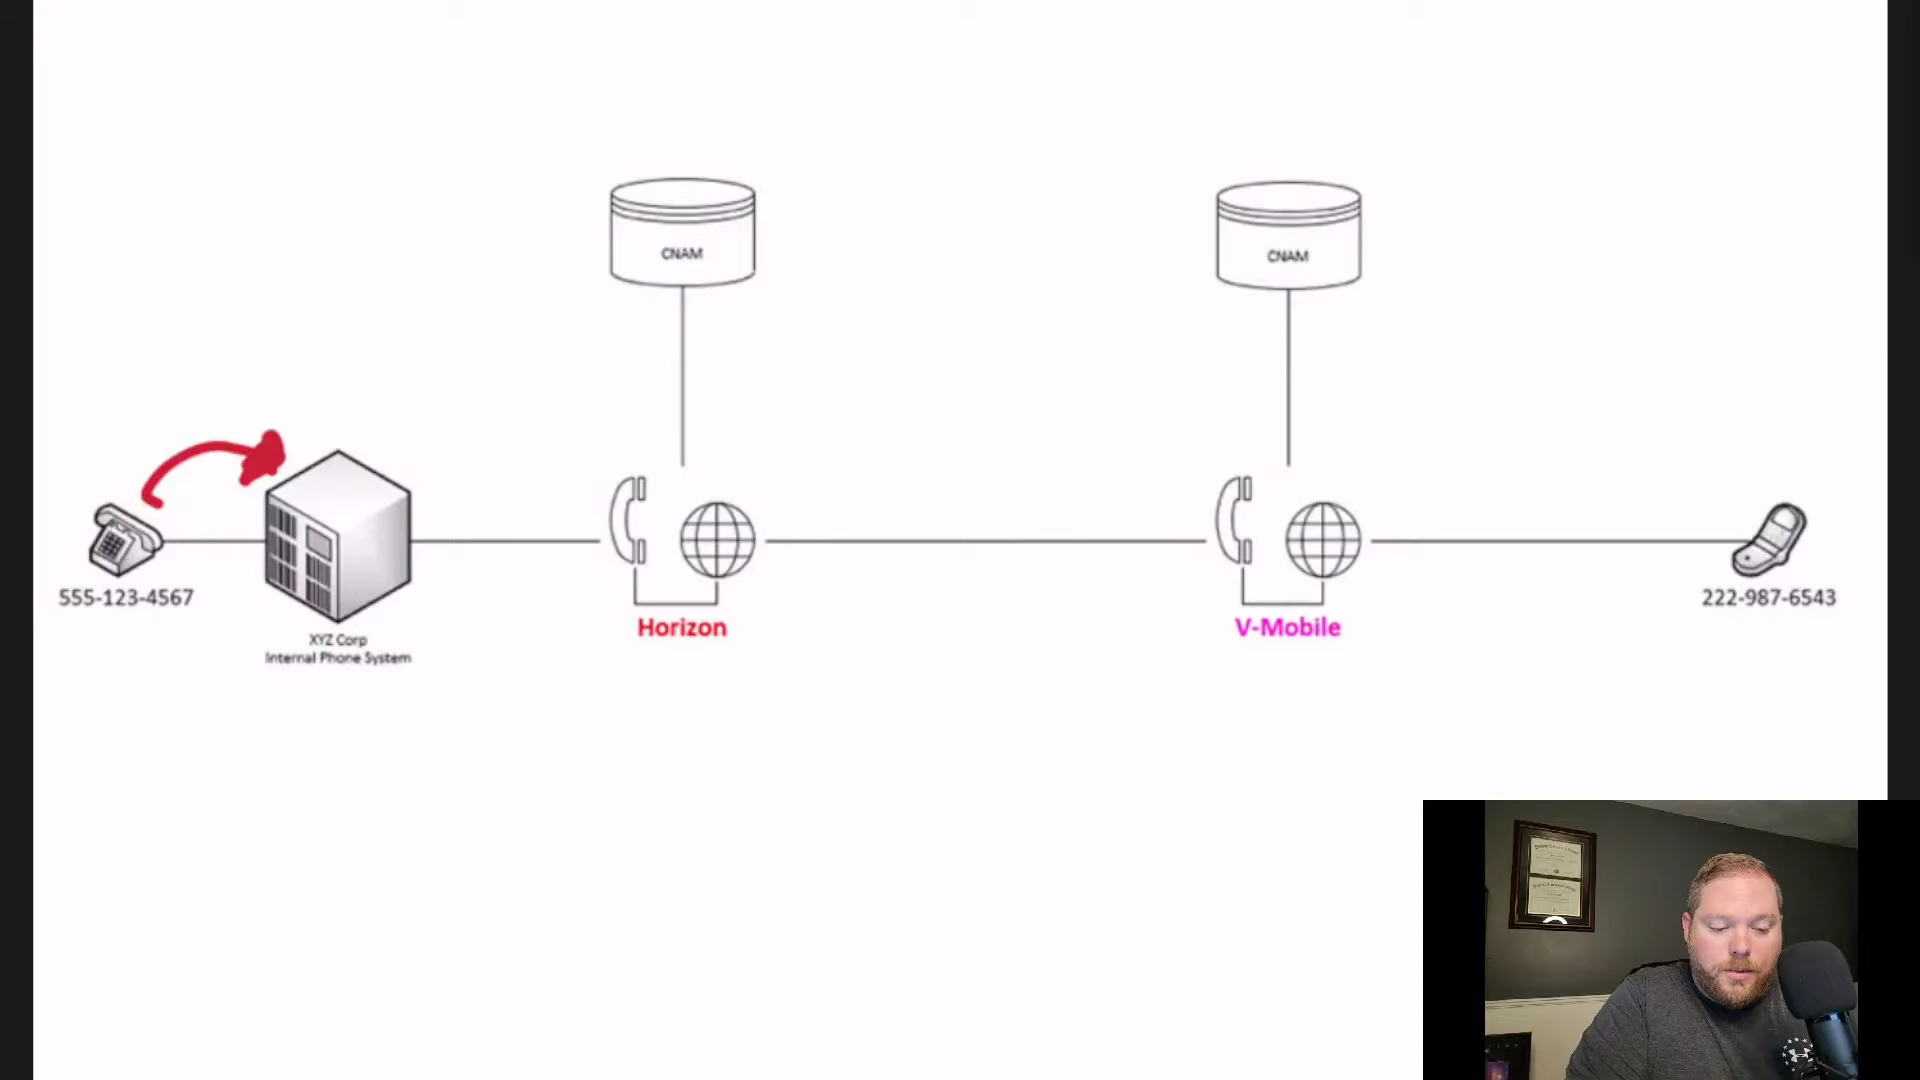 CNAM
CNAM
555-123-4567
XYZ Corp
Internal Phone System
Horizon
V-Mobile
222-987-6543